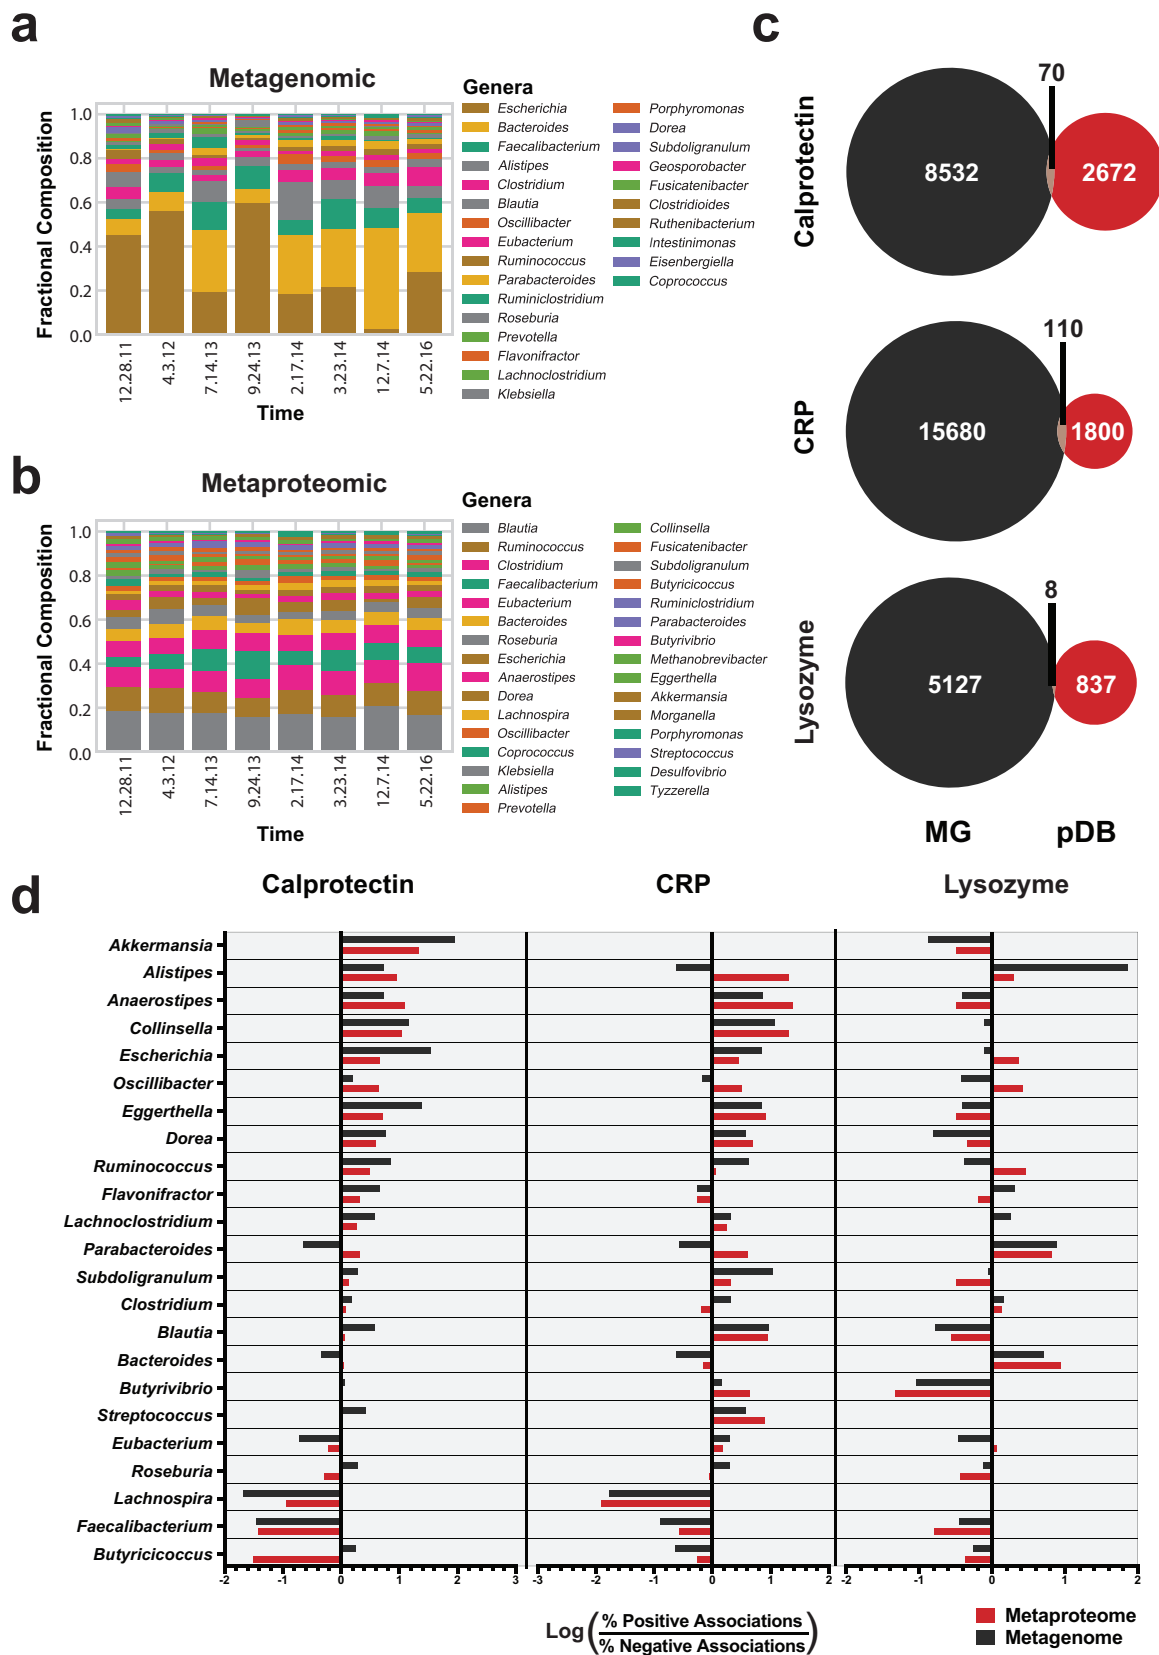 a
Metagenomic
Fractional Composition
1.0
0.8
0.6
0.4
0.2
0.0
12.28.11
4.3.12
7.14.13
9.24.13
2.17.14
3.23.14
12.7.14
5.22.16
Time
Genera
Escherichia
Bacteroides
Faecalibacterium
Alistipes
Clostridium
Blautia
Oscillibacter
Eubacterium
Ruminococcus
Parabacteroides
Ruminiclostridium
Roseburia
Prevotella
Flavonifractor
Lachnoclostridium
Klebsiella
Porphyromonas
Dorea
Subdoligranulum
Geosporobacter
Fusicatenibacter
Clostridioides
Ruthenibacterium
Intestinimonas
Eisenbergiella
Coprococcus
b
Metaproteomic
Fractional Composition
1.0
0.8
0.6
0.4
0.2
0.0
12.28.11
4.3.12
7.14.13
9.24.13
2.17.14
3.23.14
12.7.14
5.22.16
Time
Genera
Blautia
Ruminococcus
Clostridium
Faecalibacterium
Eubacterium
Bacteroides
Roseburia
Escherichia
Anaerostipes
Dorea
Lachnospira
Oscillibacter
Coprococcus
Klebsiella
Alistipes
Prevotella
Collinsella
Fusicatenibacter
Subdoligranulum
Butyricicoccus
Ruminiclostridium
Parabacteroides
Butyrivibrio
Methanobrevibacter
Eggerthella
Akkermansia
Morganella
Porphyromonas
Streptococcus
Desulfovibrio
Tyzzerella
c
Calprotectin
70
8532
2672
CRP
110
15680
1800
Lysozyme
8
5127
837
MG
pDB
d
Calprotectin
CRP
Lysozyme
Akkermansia
Alistipes
Anaerostipes
Collinsella
Escherichia
Oscillibacter
Eggerthella
Dorea
Ruminococcus
Flavonifractor
Lachnoclostridium
Parabacteroides
Subdoligranulum
Clostridium
Blautia
Bacteroides
Butyrivibrio
Streptococcus
Eubacterium
Roseburia
Lachnospira
Faecalibacterium
Butyricicoccus
-2 -1 0 1 2 3
-3 -2 -1 0 1 2
-2 -1 0 1 2
Log(% Positive Associations
% Negative Associations)
Metaproteome
Metagenome